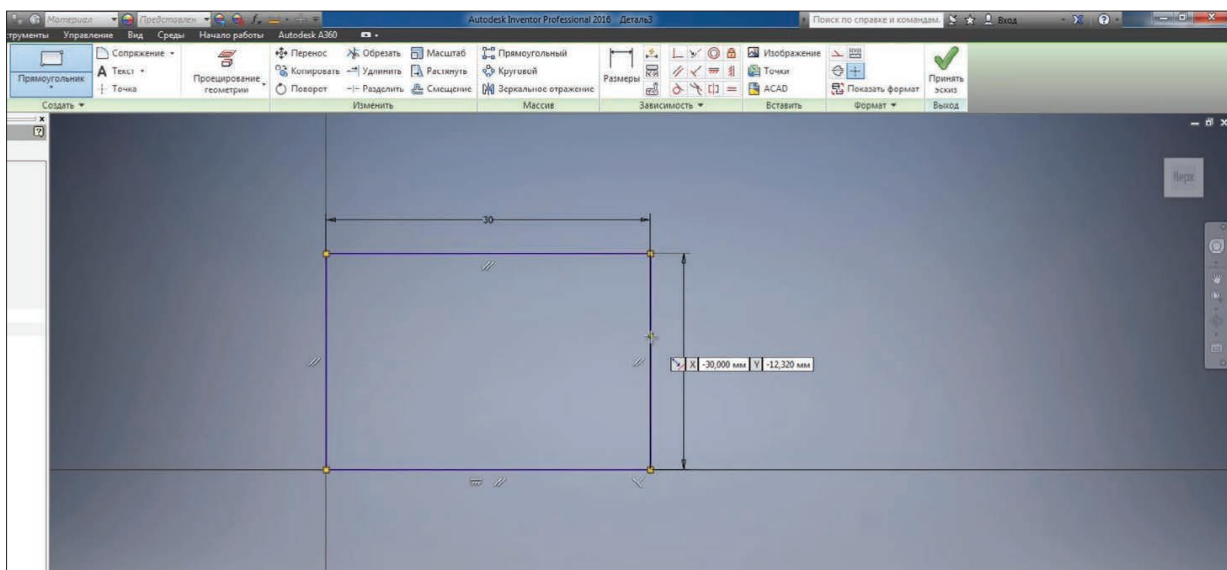 Материал Представлен Autodesk Inventor Professional 2016 Деталь3 Поиск по справке и командам. Вход
трументы Управление Вид Среды Начало работы Autodesk A360
Сопряжение Перенос Обрезать Масштаб Прямоугольный Изображение
Прямоугольник A Текст Проецирование геометрии Копировать Удлинить Растянуть Круговой Размеры Точки Принять эскиз
Точка Поворот Разделить Смещение Зеркальное отражение ACAD Показать формат
Создать Изменить Массив Зависимость Вставить Формат Выход
Верх
30
X -30,000 мм Y -12,320 мм